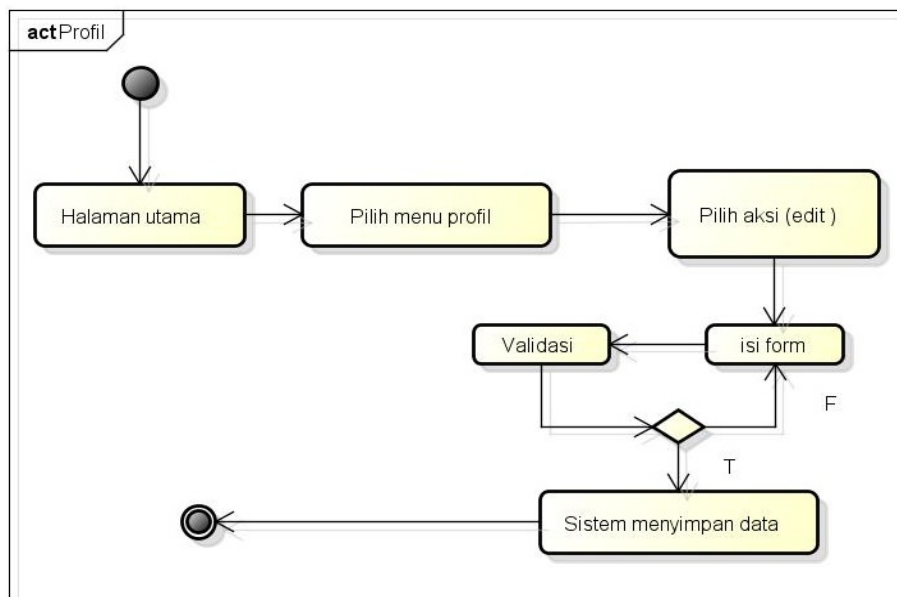 act Profil
Halaman utama
Pilih menu profil
Pilih aksi (edit )
Validasi
isi form
F
T
Sistem menyimpan data